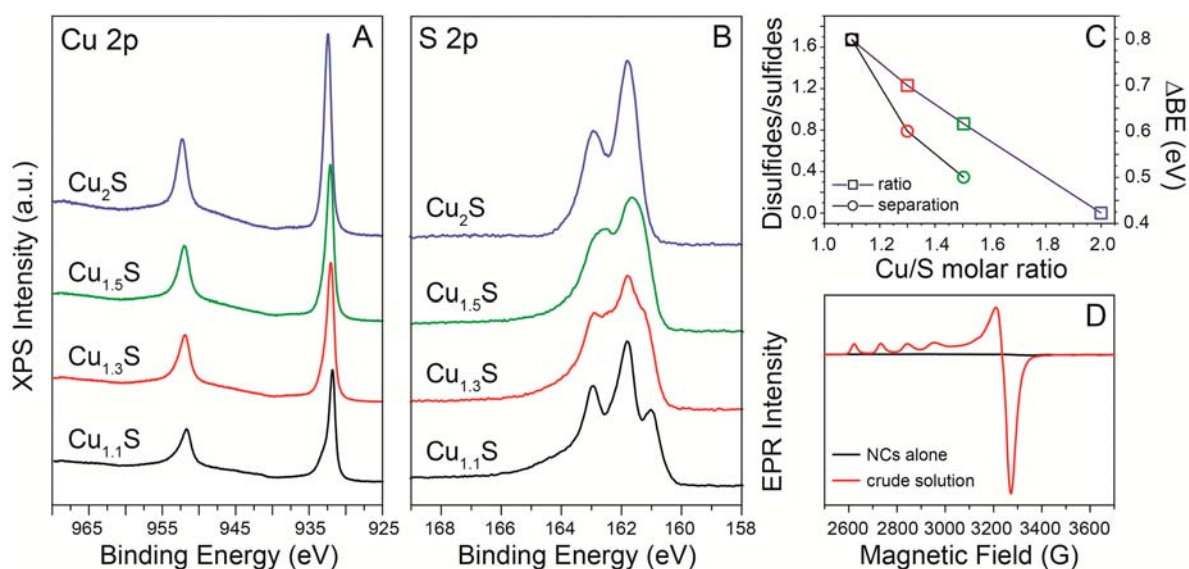 Cu 2p
A
XPS Intensity (a.u.)
Cu2S
Cu1.5S
Cu1.3S
Cu1.1S
965 955 945 935 925
Binding Energy (eV)
S 2p
B
Cu2S
Cu1.5S
Cu1.3S
Cu1.1S
168 166 164 162 160 158
Binding Energy (eV)
C
Disulfides/sulfides
1.6
1.2
0.8
0.4
0.0
ratio
separation
0.8
0.7
0.6
0.5
0.4
ΔBE (eV)
1.0 1.2 1.4 1.6 1.8 2.0
Cu/S molar ratio
D
EPR Intensity
NCs alone
crude solution
2600 2800 3000 3200 3400 3600
Magnetic Field (G)